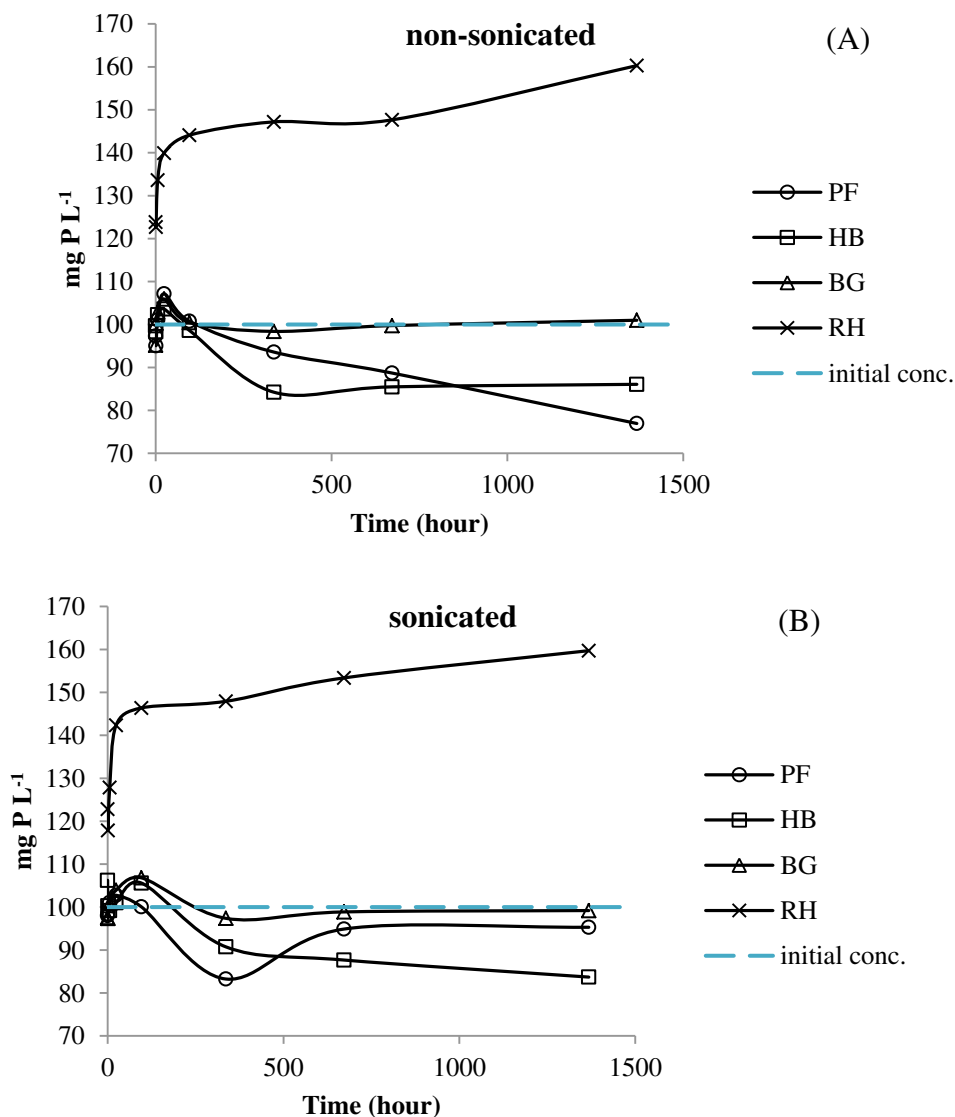 non-sonicated
(A)
170
160
150
140
130
120
110
100
90
80
70
mg P L-1
0
500
1000
1500
Time (hour)
PF
HB
BG
RH
initial conc.
sonicated
(B)
170
160
150
140
130
120
110
100
90
80
70
mg P L-1
0
500
1000
1500
Time (hour)
PF
HB
BG
RH
initial conc.